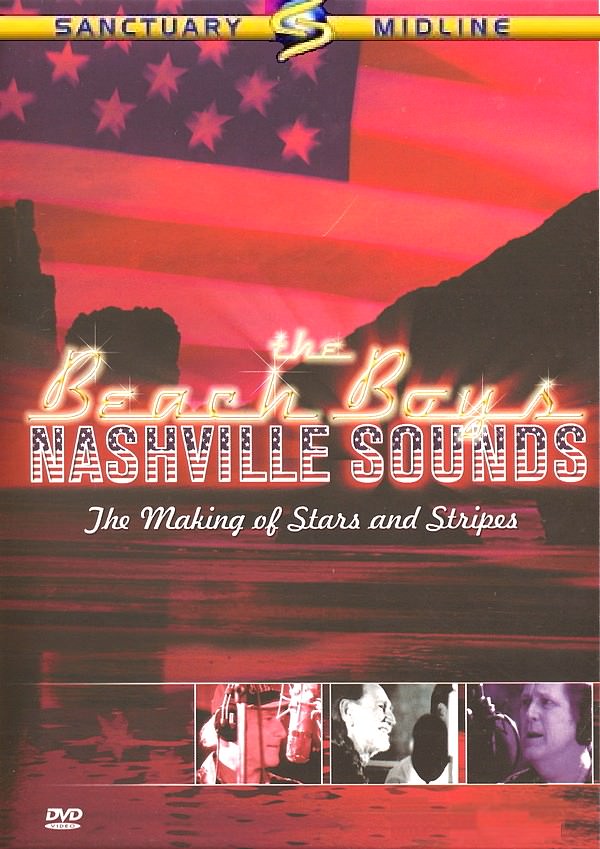 SANCTUARY MIDLINE
the
Beach Boys
NASHVILLE SOUNDS
The Making of Stars and Stripes
DVD
VIDEO